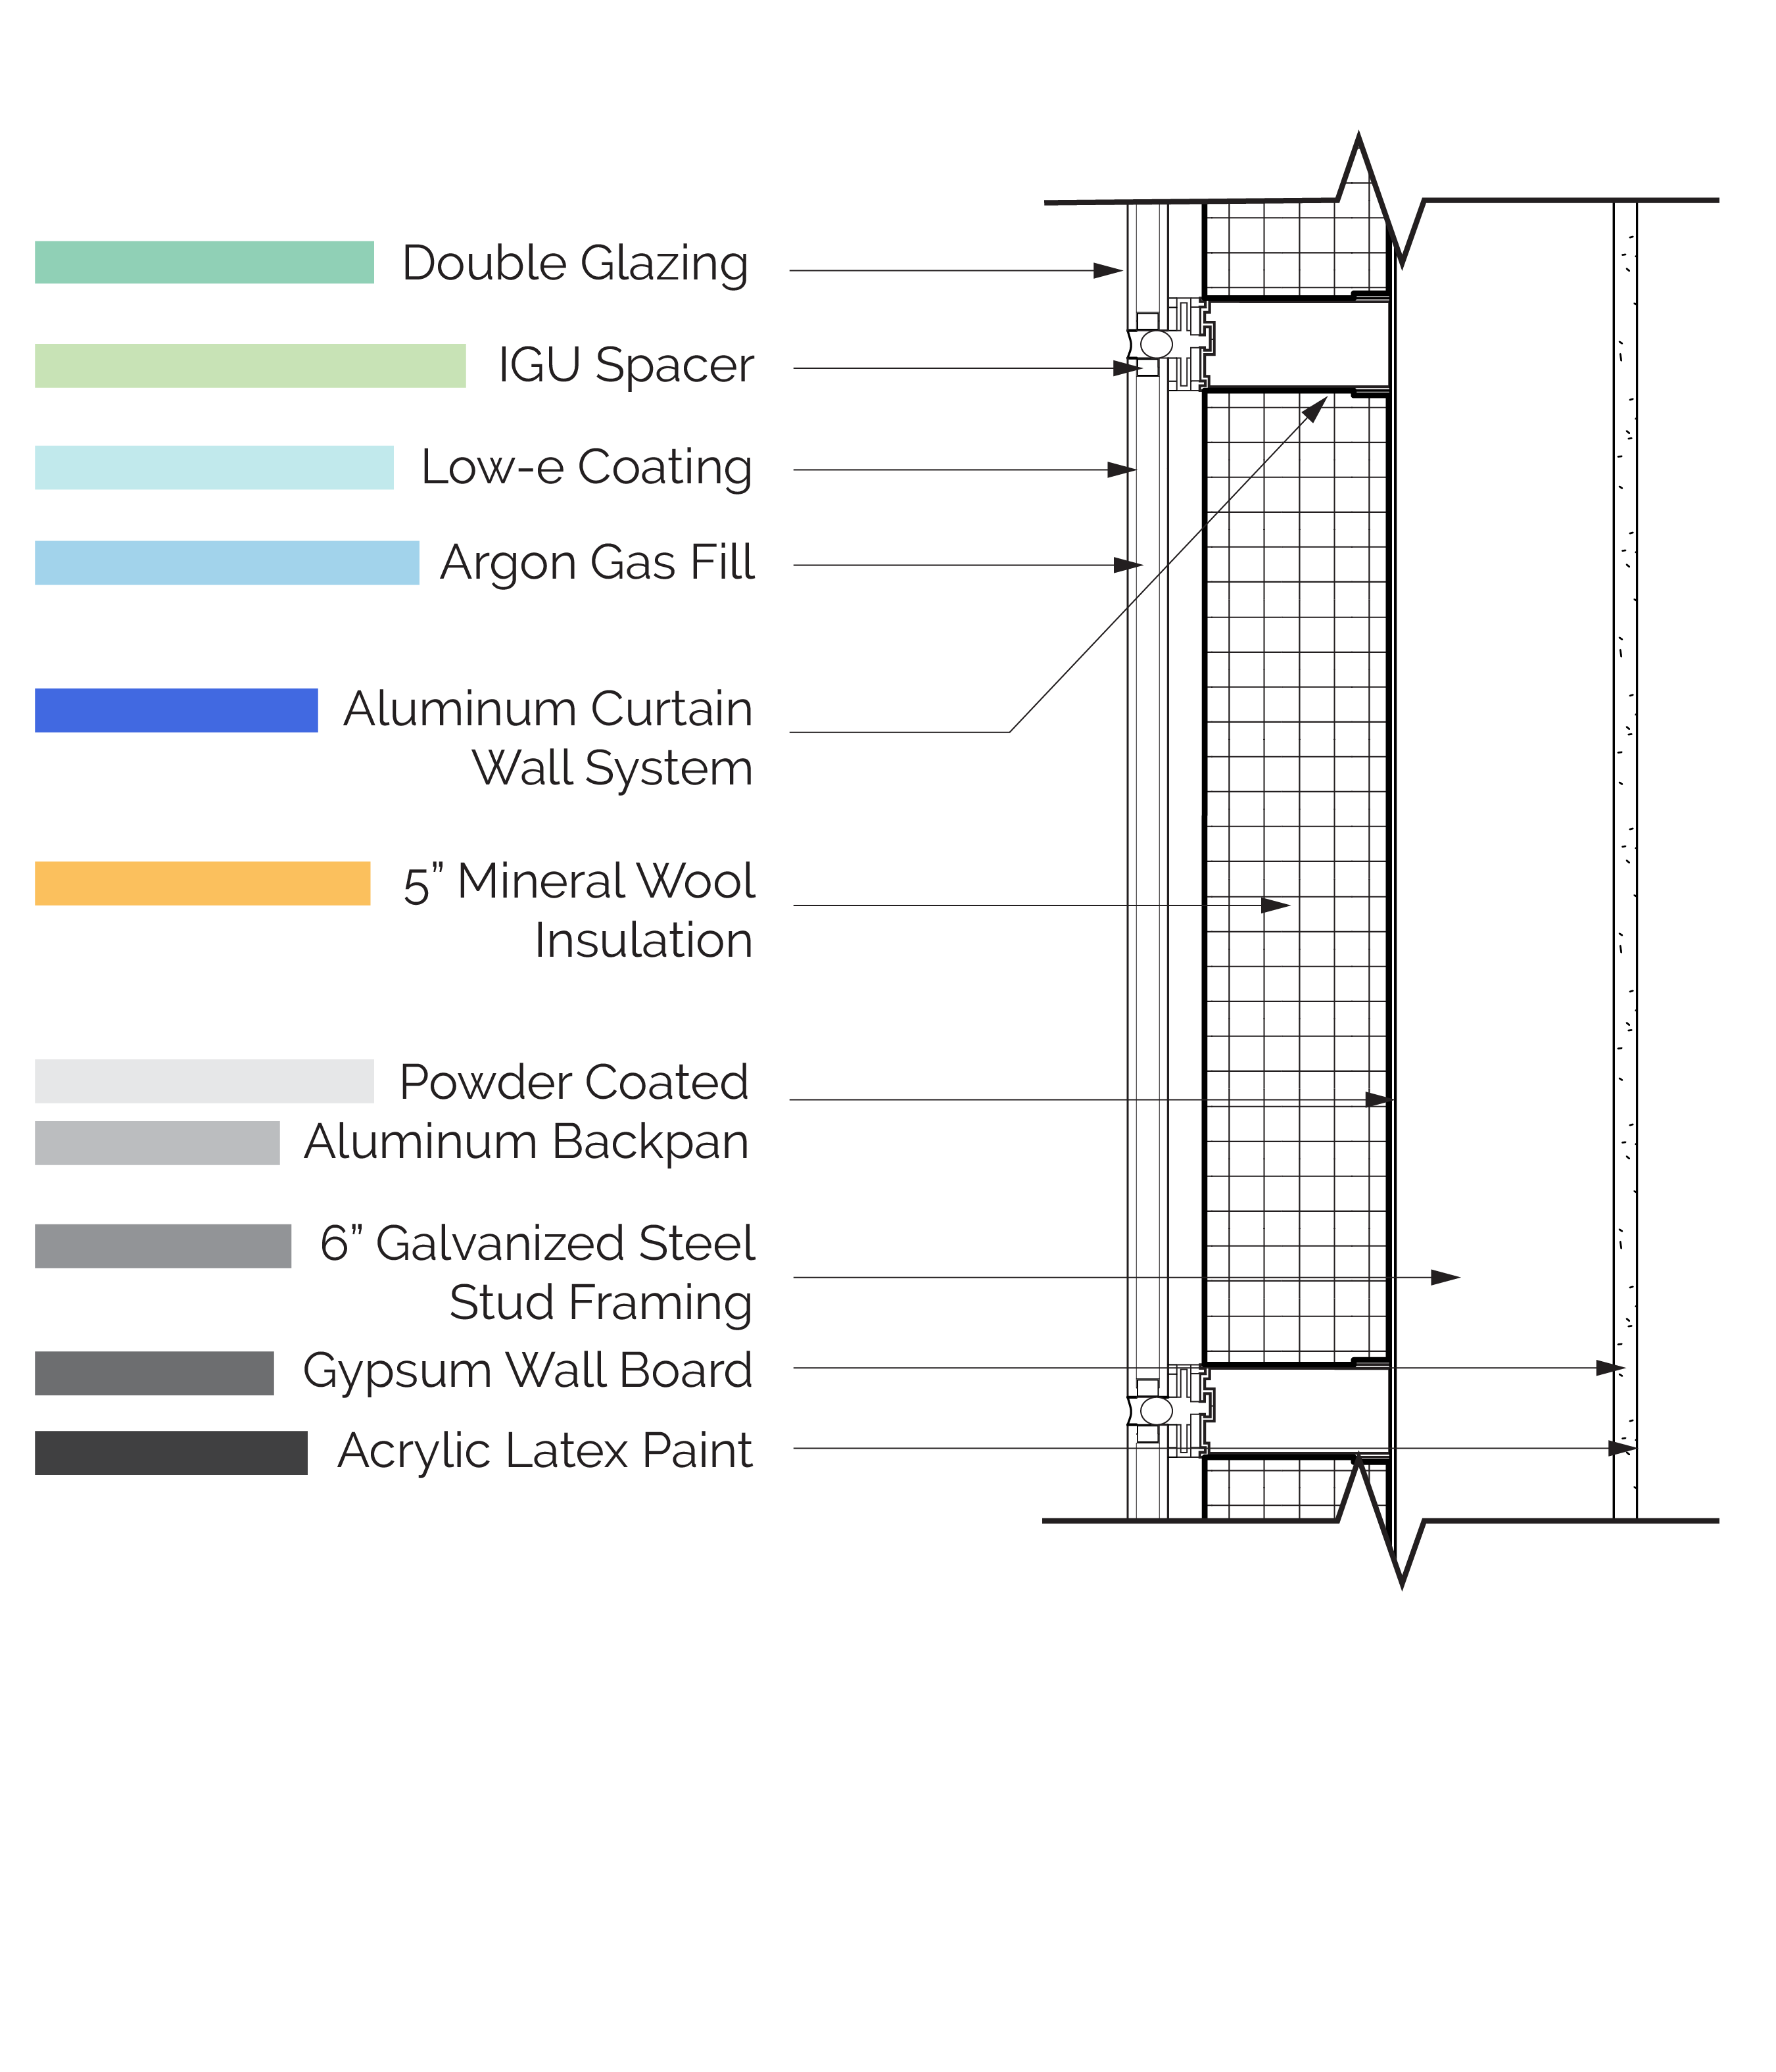 Double Glazing
IGU Spacer
Low-e Coating
Argon Gas Fill
Aluminum Curtain
Wall System
5” Mineral Wool
Insulation
Powder Coated
Aluminum Backpan
6” Galvanized Steel
Stud Framing
Gypsum Wall Board
Acrylic Latex Paint